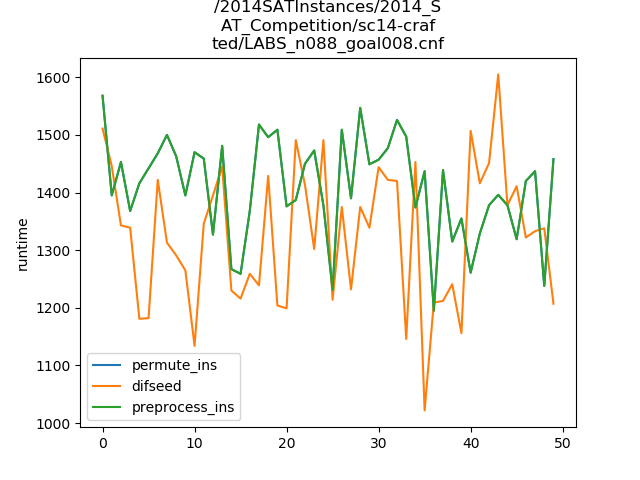 /2014SATInstances/2014_S
AT_Competition/sc14-craf
ted/LABS_n088_goal008.cnf
1600
1500
1400
1300
1200
1100
1000
runtime
permute_ins
difseed
preprocess_ins
0 10 20 30 40 50